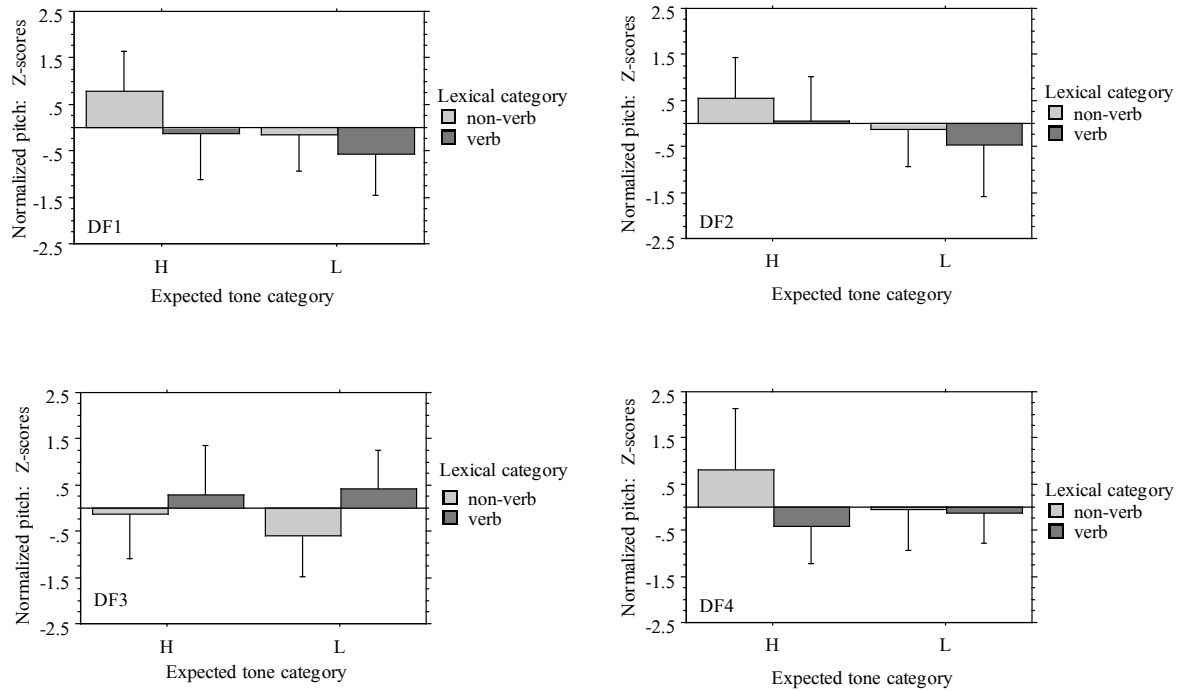 2.5
1.5
.5
-.5
-1.5
-2.5
Normalized pitch: Z-scores
DF1
H L
Expected tone category
Lexical category
non-verb
verb
2.5
1.5
.5
-.5
-1.5
-2.5
Normalized pitch: Z-scores
DF2
H L
Expected tone category
Lexical category
non-verb
verb
2.5
1.5
.5
-.5
-1.5
-2.5
Normalized pitch: Z-scores
DF3
H L
Expected tone category
Lexical category
non-verb
verb
2.5
1.5
.5
-.5
-1.5
-2.5
Normalized pitch: Z-scores
DF4
H L
Expected tone category
Lexical category
non-verb
verb